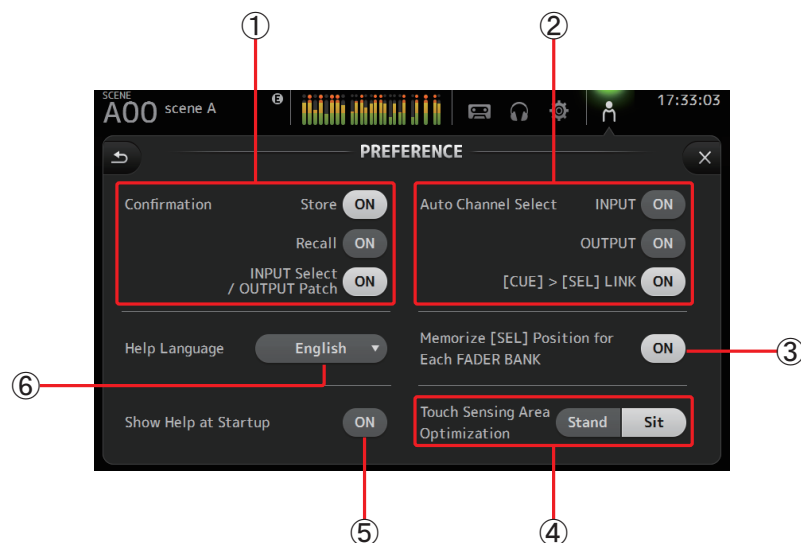 ① ②
SCENE
A00 scene A E 17:33:03
PREFERENCE
Confirmation Store ON
Recall ON
INPUT Select
/ OUTPUT Patch ON
Auto Channel Select INPUT ON
OUTPUT ON
[CUE] > [SEL] LINK ON
Help Language English
Memorize [SEL] Position for
Each FADER BANK ON
③
⑥
Show Help at Startup ON
Touch Sensing Area
Optimization Stand Sit
⑤ ④